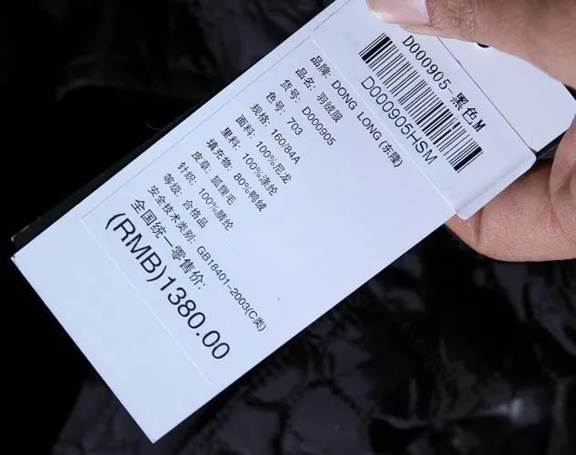 D000905 黑色M
D000905HSM
品牌: DONG LONG (东隆)
品名: 羽绒服
货号: D000905
色号: 703
规格: 160/84A
面料: 100%尼龙
里料: 100%涤纶
填充物: 80%鸭绒
皮草: 狐狸毛
针织: 100%腈纶
等级: 合格品
安全技术类别: GB18401-2003(C类)
全国统一零售价:
(RMB)1380.00